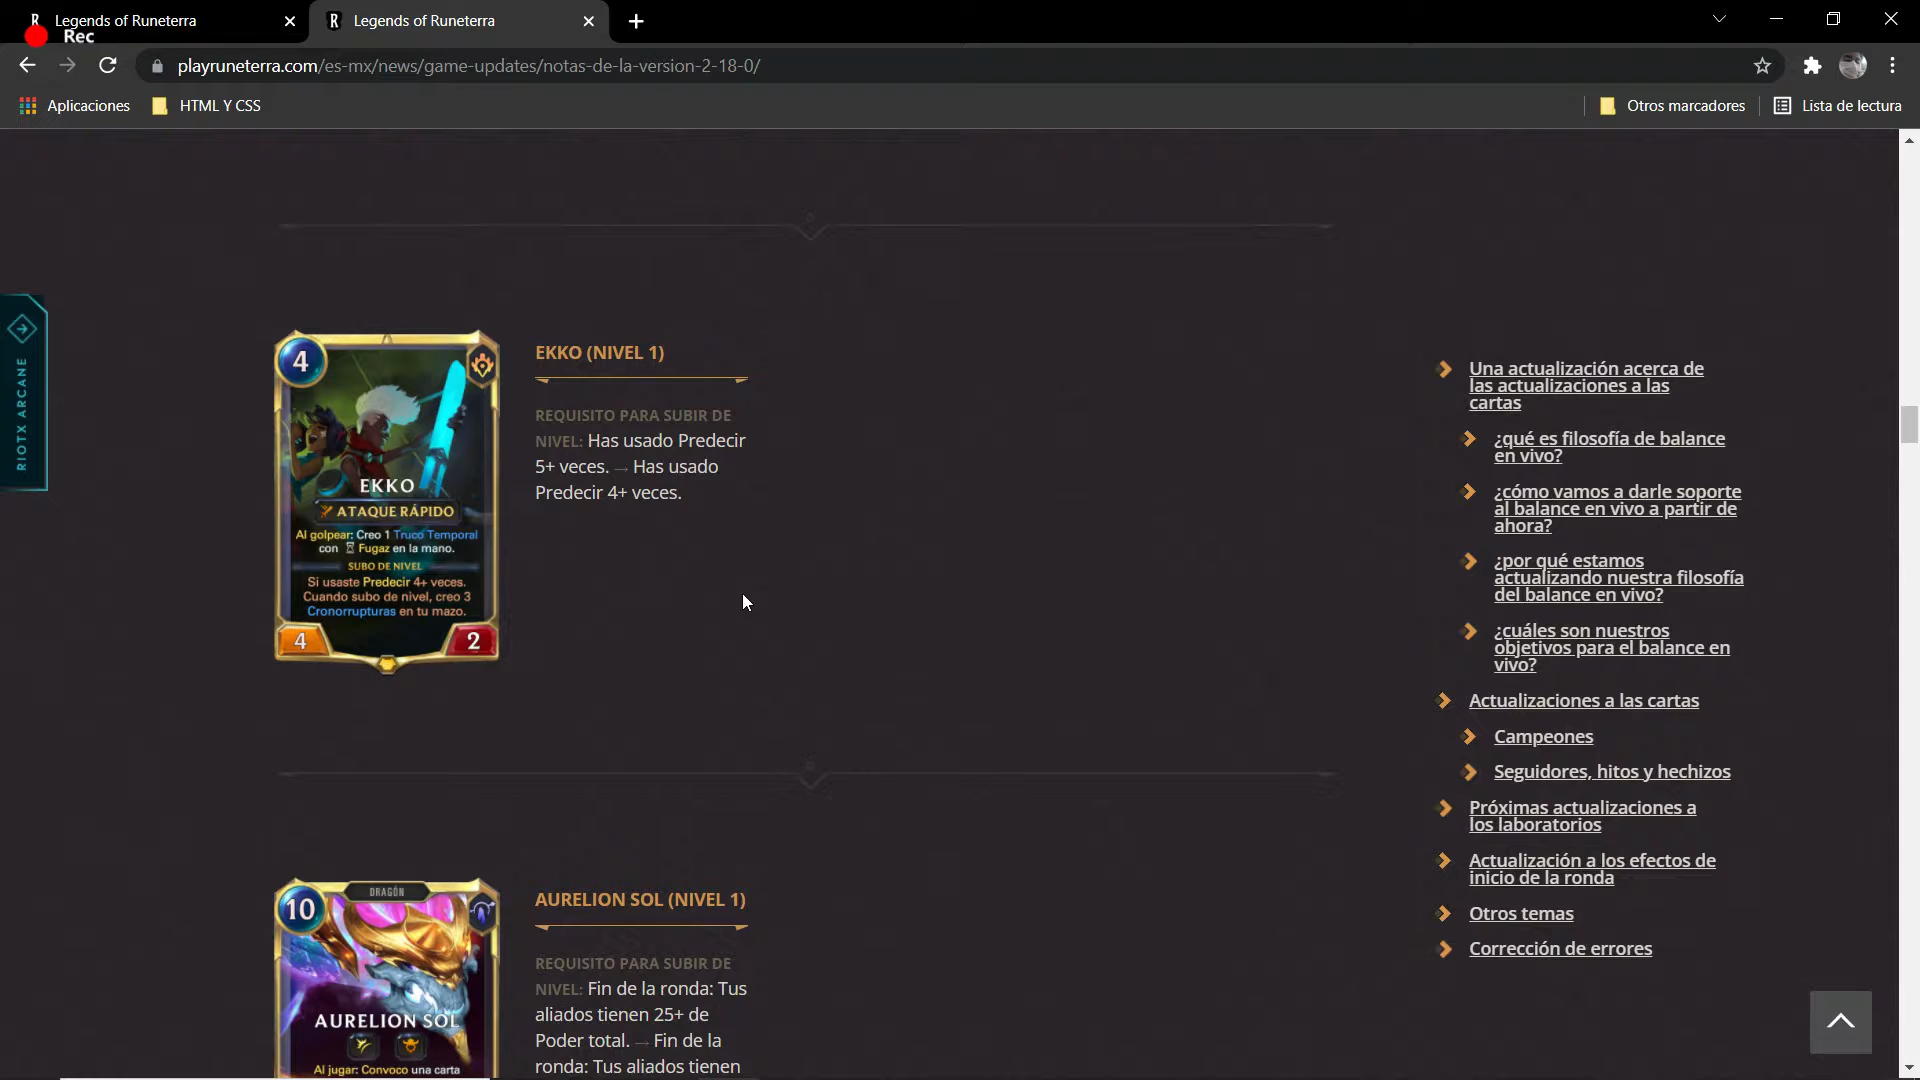 Legends of Runeterra
Legends of Runeterra
Rec
playruneterra.com/es-mx/news/game-updates/notas-de-la-version-2-18-0/
Aplicaciones
HTML Y CSS
Otros marcadores
Lista de lectura
RIOTX ARCANE
4
EKKO
ATAQUE RÁPIDO
Al golpear: Creo 1 Truco Temporal
con Fugaz en la mano.
SUBO DE NIVEL
Si usaste Predecir 4+ veces.
Cuando subo de nivel, creo 3
Cronorrupturas en tu mazo.
4
2
EKKO (NIVEL 1)
REQUISITO PARA SUBIR DE
NIVEL: Has usado Predecir
5+ veces. → Has usado
Predecir 4+ veces.
DRAGÓN
10
AURELION SOL
Al jugar: Convoco una carta
AURELION SOL (NIVEL 1)
REQUISITO PARA SUBIR DE
NIVEL: Fin de la ronda: Tus
aliados tienen 25+ de
Poder total. → Fin de la
ronda: Tus aliados tienen
Una actualización acerca de
las actualizaciones a las
cartas
¿qué es filosofía de balance
en vivo?
¿cómo vamos a darle soporte
al balance en vivo a partir de
ahora?
¿por qué estamos
actualizando nuestra filosofía
del balance en vivo?
¿cuáles son nuestros
objetivos para el balance en
vivo?
Actualizaciones a las cartas
Campeones
Seguidores, hitos y hechizos
Próximas actualizaciones a
los laboratorios
Actualización a los efectos de
inicio de la ronda
Otros temas
Corrección de errores